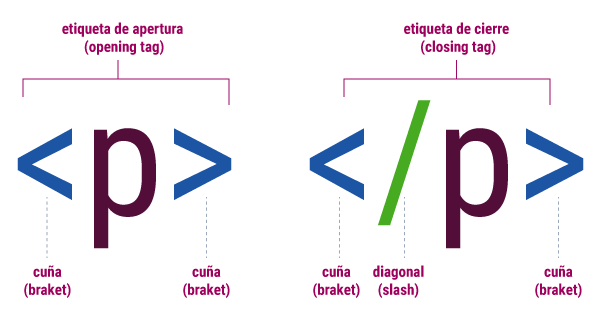 etiqueta de apertura
(opening tag)
etiqueta de cierre
(closing tag)
<p>
</p>
cuña
(braket)
cuña
(braket)
cuña
(braket)
diagonal
(slash)
cuña
(braket)